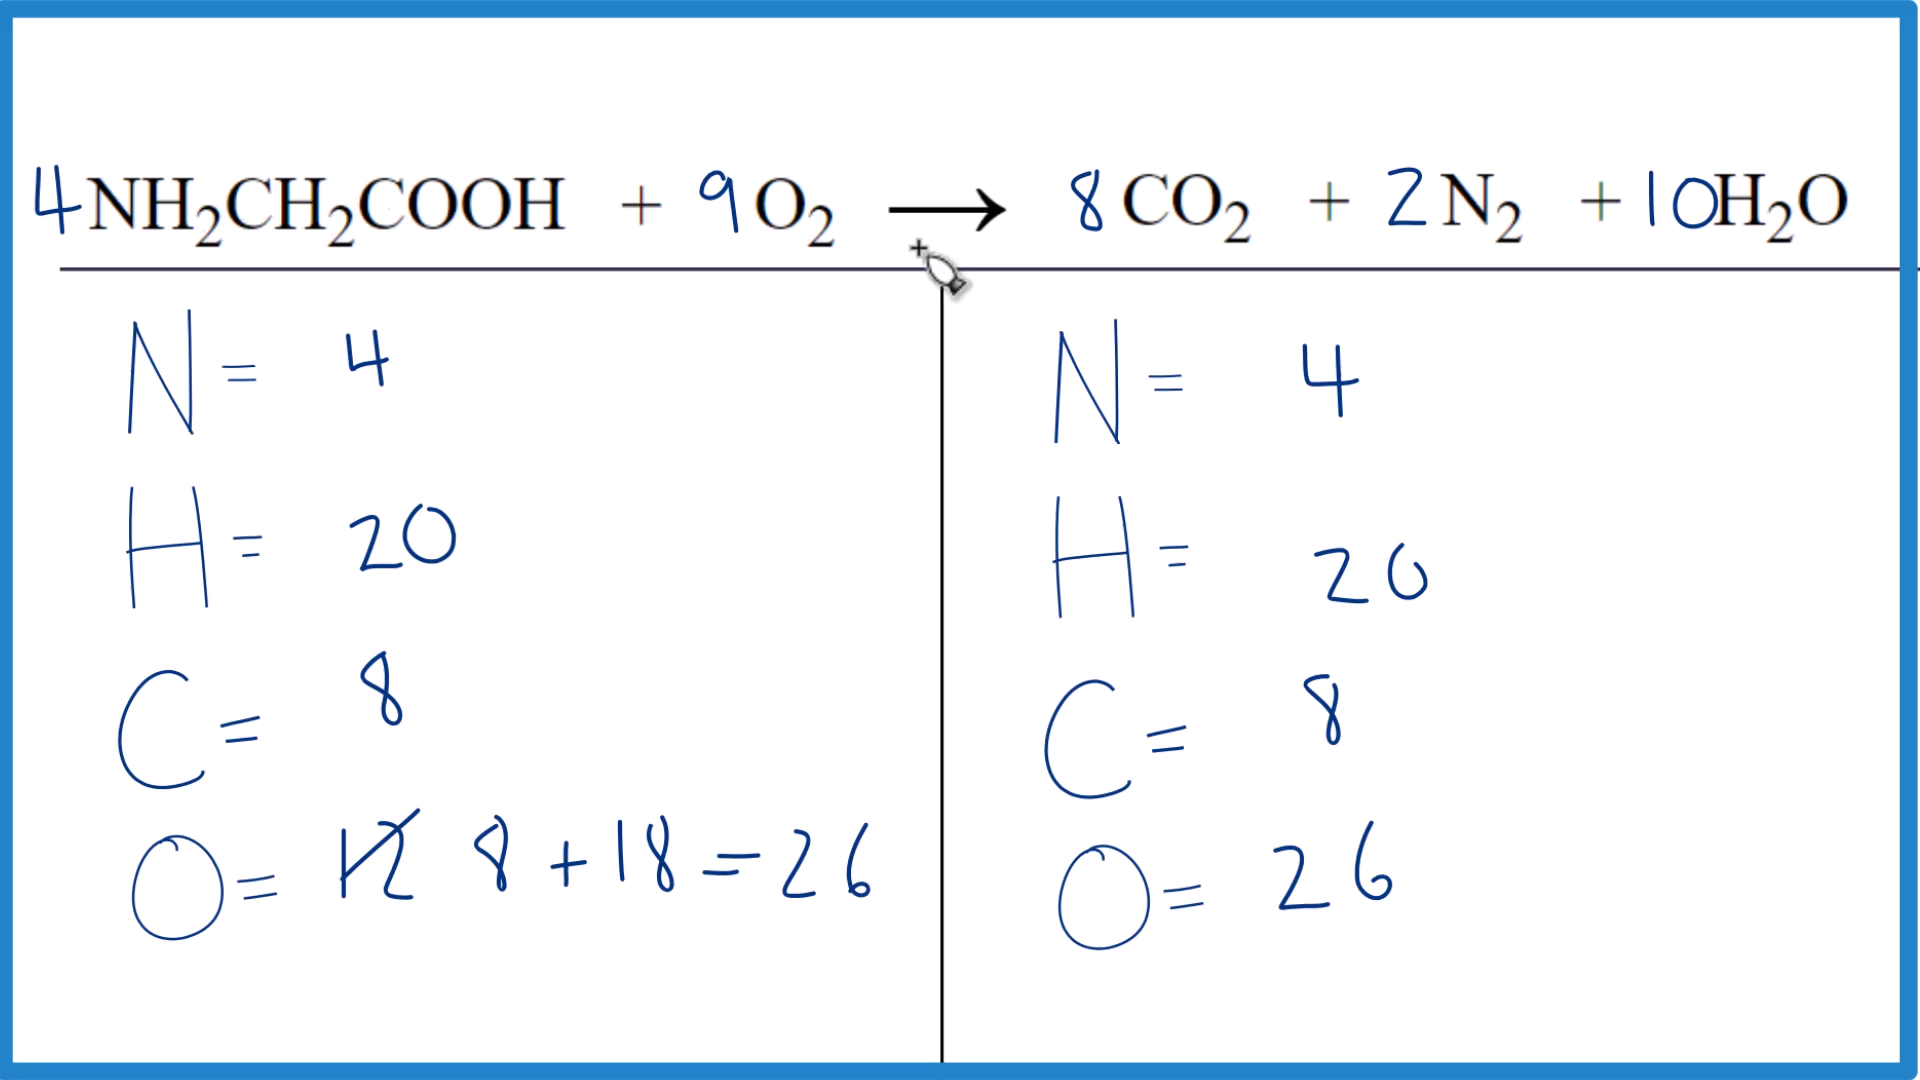 4NH₂CH₂COOH + 9O₂ ⟶ 8CO₂ + 2N₂ + 10H₂O
N= 4
H= 20
C= 8
O= 12 8+18=26
N= 4
H= 20
C= 8
O= 26